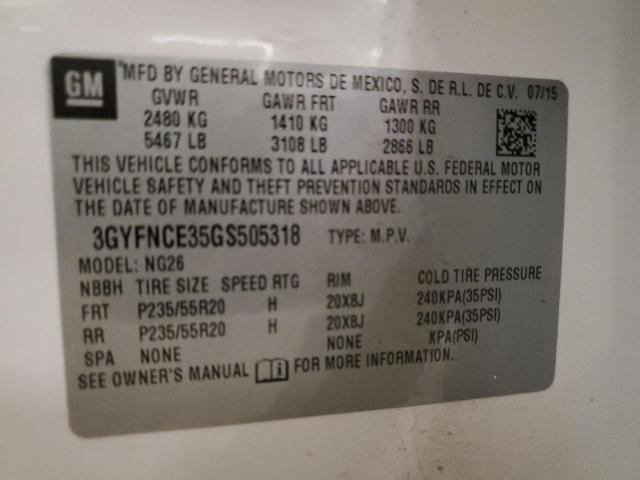 GM
MFD BY GENERAL MOTORS DE MEXICO, S. DE R.L. DE C.V. 07/15
GVWR GAWR FRT GAWR RR
2480 KG 1410 KG 1300 KG
5467 LB 3108 LB 2866 LB
THIS VEHICLE CONFORMS TO ALL APPLICABLE U.S. FEDERAL MOTOR
VEHICLE SAFETY AND THEFT PREVENTION STANDARDS IN EFFECT ON
THE DATE OF MANUFACTURE SHOWN ABOVE.
3GYFNCE35GS505318 TYPE: M.P.V.
MODEL: NG26
NBBH TIRE SIZE SPEED RTG RIM COLD TIRE PRESSURE
FRT P235/55R20 H 20X8J 240KPA(35PSI)
RR P235/55R20 H 20X8J 240KPA(35PSI)
SPA NONE NONE KPA(PSI)
SEE OWNER'S MANUAL FOR MORE INFORMATION.